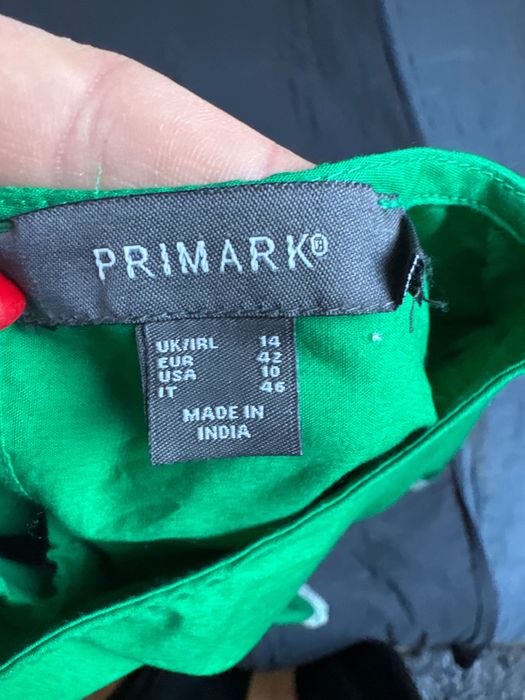 PRIMARK®
UK/IRL 14
EUR 42
USA 10
IT 46
MADE IN
INDIA